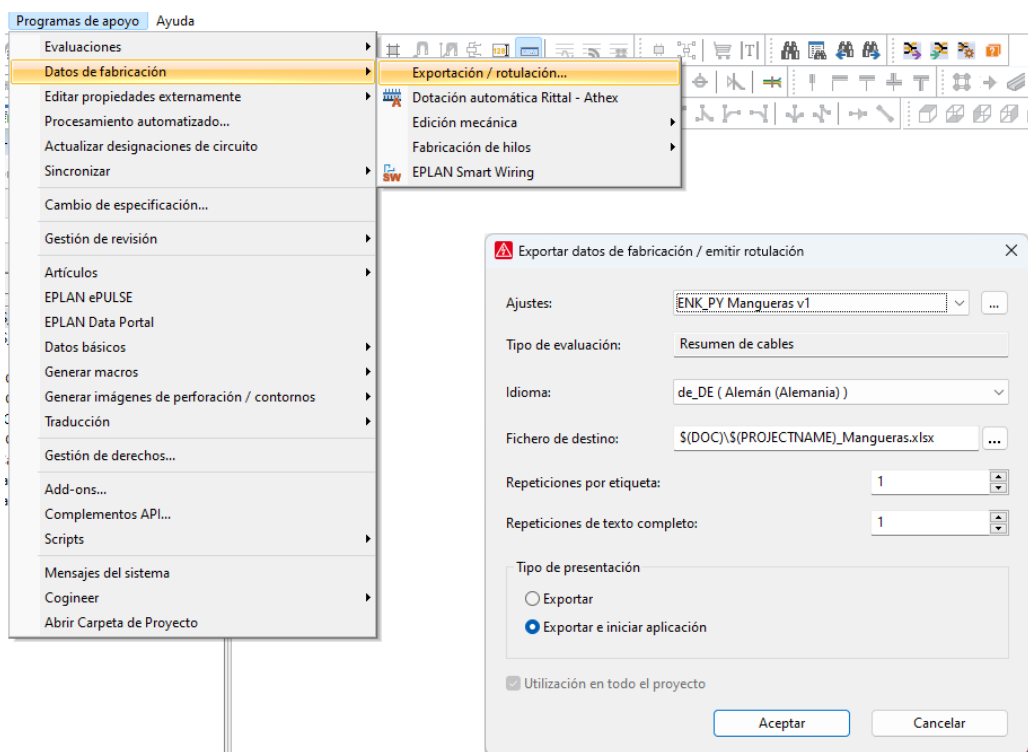 Programas de apoyo Ayuda
Evaluaciones
Datos de fabricación
Editar propiedades externamente
Procesamiento automatizado...
Actualizar designaciones de circuito
Sincronizar
Cambio de especificación...
Gestión de revisión
Artículos
EPLAN ePULSE
EPLAN Data Portal
Datos básicos
Generar macros
Generar imágenes de perforación / contornos
Traducción
Gestión de derechos...
Add-ons...
Complementos API...
Scripts
Mensajes del sistema
Cogineer
Abrir Carpeta de Proyecto
Exportación / rotulación...
Dotación automática Rittal - Athex
Edición mecánica
Fabricación de hilos
EPLAN Smart Wiring
Exportar datos de fabricación / emitir rotulación
Ajustes: ENK_PY Mangueras v1 ...
Tipo de evaluación: Resumen de cables
Idioma: de_DE ( Alemán (Alemania) )
Fichero de destino: $(DOC)\$(PROJECTNAME)_Mangueras.xlsx ...
Repeticiones por etiqueta: 1
Repeticiones de texto completo: 1
Tipo de presentación
Exportar
Exportar e iniciar aplicación
Utilización en todo el proyecto
Aceptar Cancelar